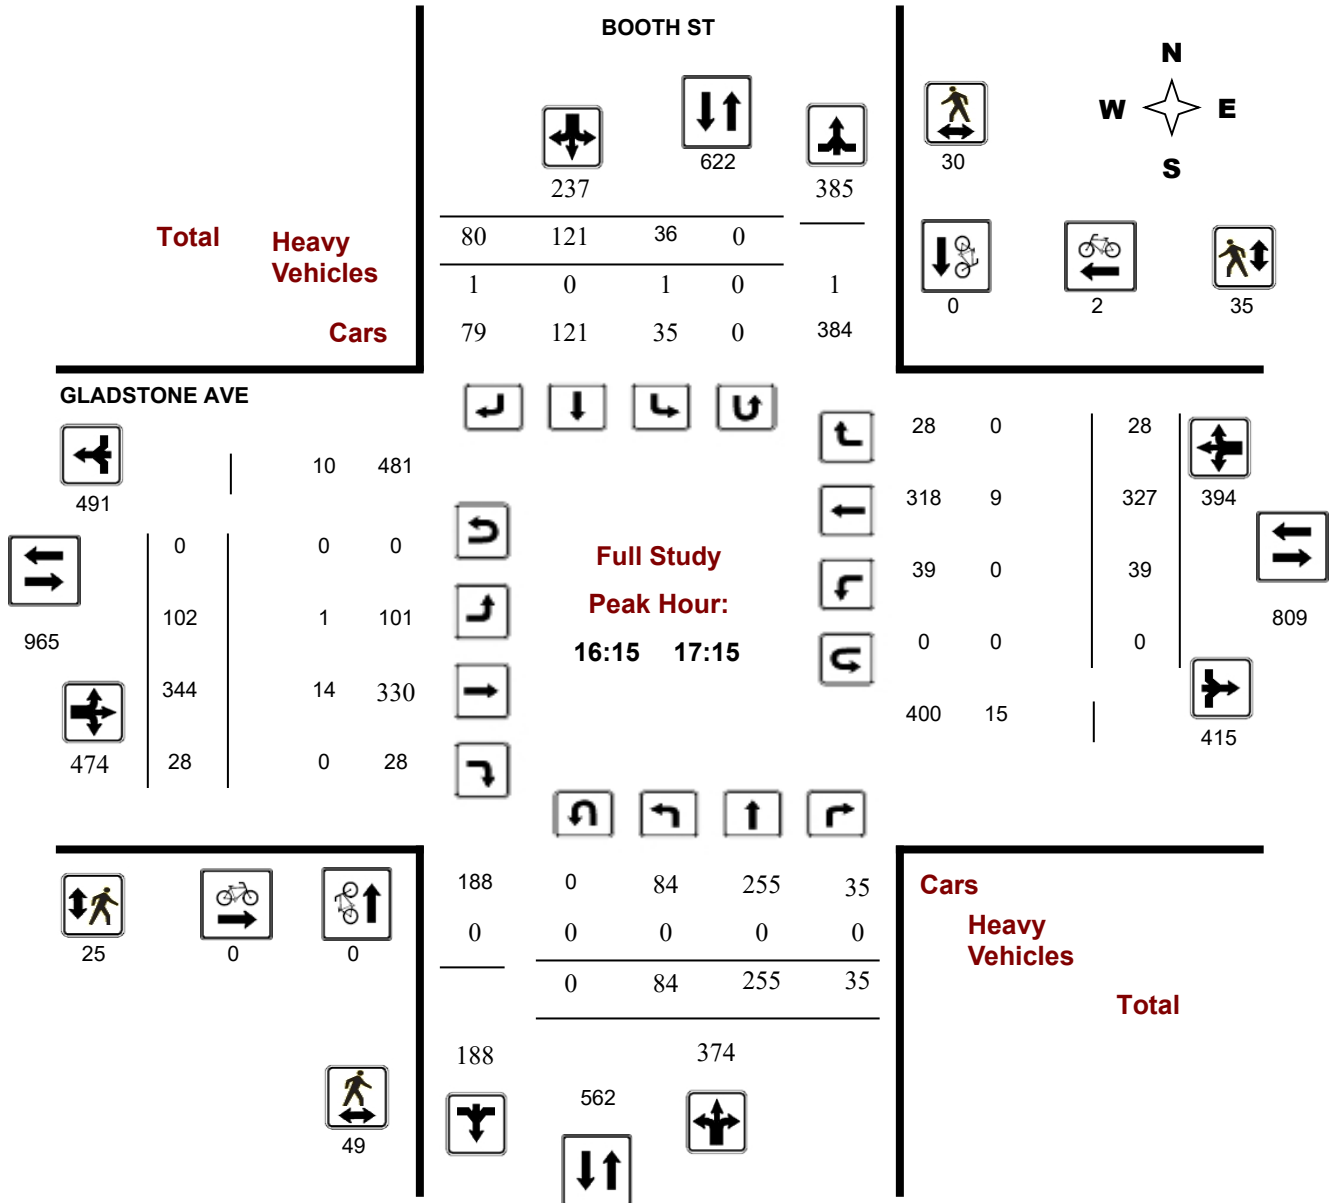 BOOTH ST
N
W E
S
622
30
237 385
Total Heavy Vehicles
80 121 36 0
1 0 1 0 1
0 2 35
Cars 79 121 35 0 384
GLADSTONE AVE
28 0 28
10 481
491
318 9 327 394
0 0 0
Full Study
39 0 39
Peak Hour:
102 1 101
809
965
16:15 17:15
0 0 0
344 14 330
400 15
415
474 28 0 28
188 0 84 255 35 Cars
0 0 0 0 0 Heavy Vehicles
25 0 0
0 84 255 35
Total
188 374
562
49